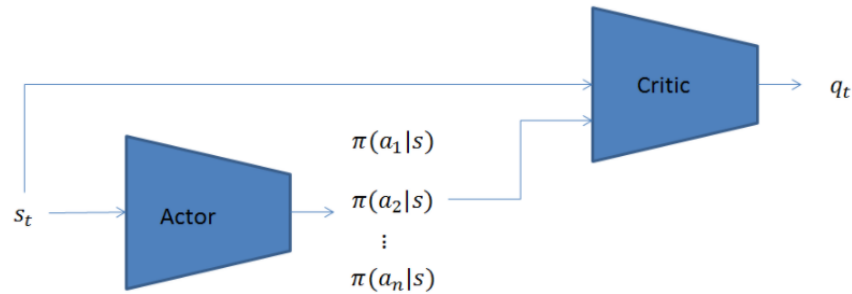 Critic
q_t
π(a_1|s)
s_t
Actor
π(a_2|s)
⋮
π(a_n|s)